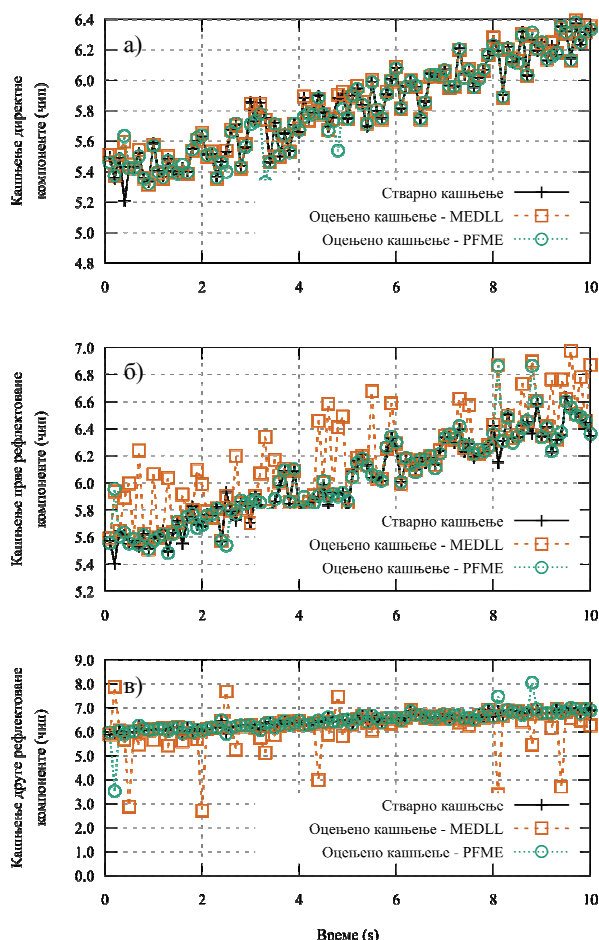 6.4
6.2
6.0
5.8
5.6
5.4
5.2
5.0
4.8
0
2
4
6
8
10
Кашњење директне
компоненте (чип)
а)
Стварно кашњење
Оцењено кашњење - MEDLL
Оцењено кашњење - PFME
7.0
6.8
6.6
6.4
6.2
6.0
5.8
5.6
5.4
5.2
0
2
4
6
8
10
Кашњење прве рефлектоване
компоненте (чип)
б)
Стварно кашњење
Оцењено кашњење - MEDLL
Оцењено кашњење - PFME
9.0
8.0
7.0
6.0
5.0
4.0
3.0
2.0
1.0
0.0
0
2
4
6
8
10
Кашњење друге рефлектоване
компоненте (чип)
в)
Стварно кашњење
Оцењено кашњење - MEDLL
Оцењено кашњење - PFME
Време (s)